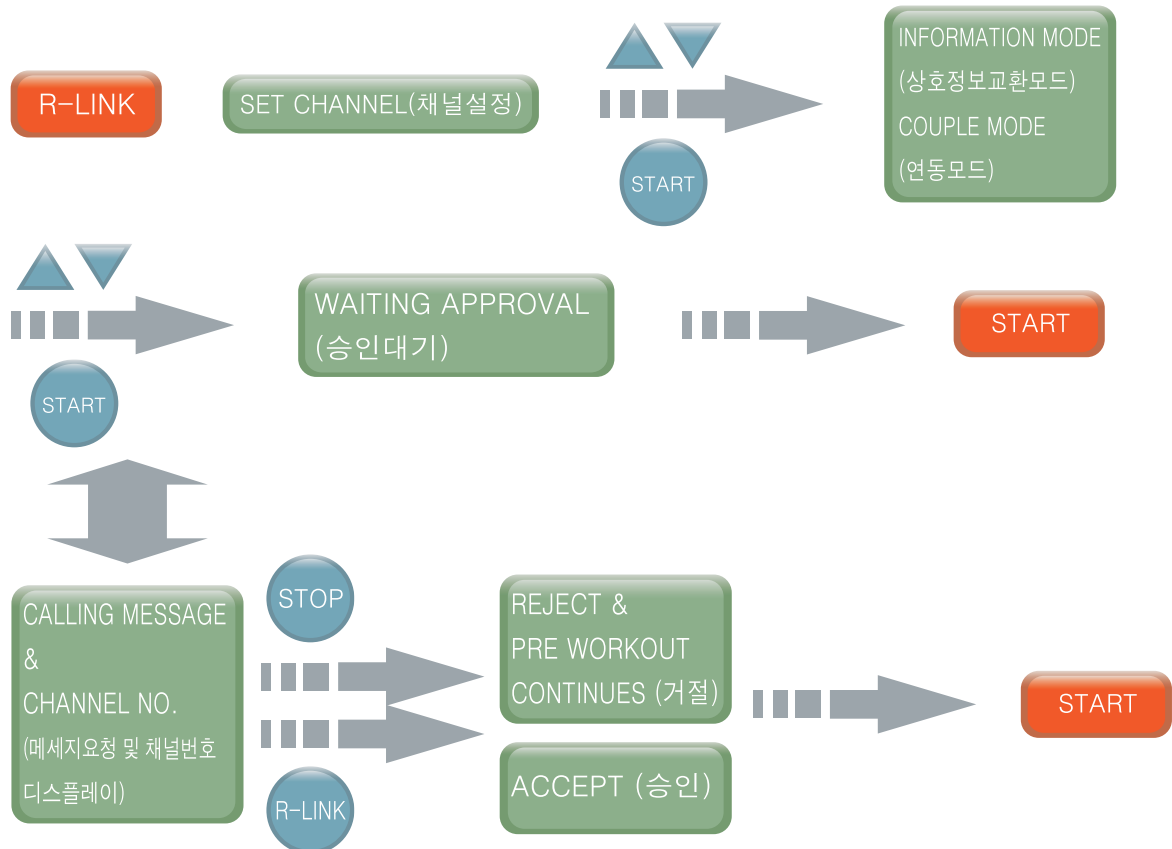 R-LINK
SET CHANNEL(채널설정)
START
INFORMATION MODE
(상호정보교환모드)
COUPLE MODE
(연동모드)
START
WAITING APPROVAL
(승인대기)
START
CALLING MESSAGE
&
CHANNEL NO.
(메세지요청 및 채널번호
디스플레이)
STOP
R-LINK
REJECT &
PRE WORKOUT
CONTINUES (거절)
ACCEPT (승인)
START